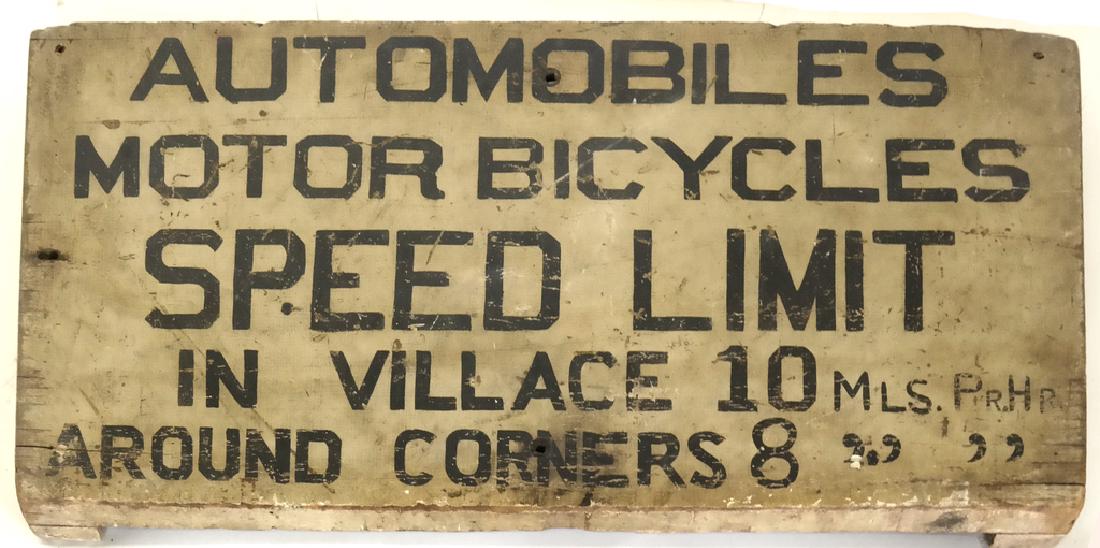 AUTOMOBILES
MOTOR BICYCLES
SPEED LIMIT
IN VILLAGE 10 MLS. PR. HR.
AROUND CORNERS 8 ” ”